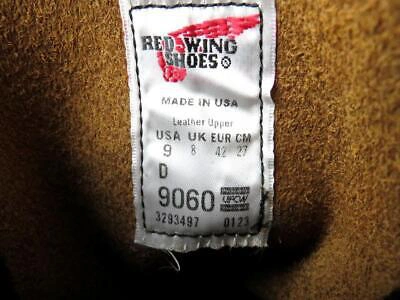 RED WING
SHOES®
MADE IN USA
Leather Upper
USA UK EUR CM
9 8 42 27
D
9060
UFCW
3293497 0123